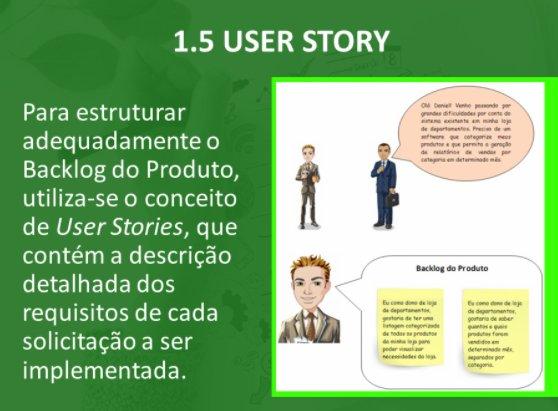 1.5 USER STORY
Para estruturar
adequadamente o
Backlog do Produto,
utiliza-se o conceito
de User Stories, que
contém a descrição
detalhada dos
requisitos de cada
solicitação a ser
implementada.
Olá Daniel! Venho passando por
grandes dificuldades por conta do
sistema existente em minha loja
de departamentos. Preciso de um
software que categorize meus
produtos e que permita a geração
de relatórios de vendas por
categoria em determinado mês.
Backlog do Produto
Eu como dono de loja
de departamentos,
gostaria de ter uma
listagem categorizada
de todos os produtos
da minha loja para
poder visualizar
necessidades da loja.
Eu como dono de loja
de departamentos,
gostaria de saber
quantos e quais
produtos foram
vendidos em
determinado mês,
separados por
categoria.